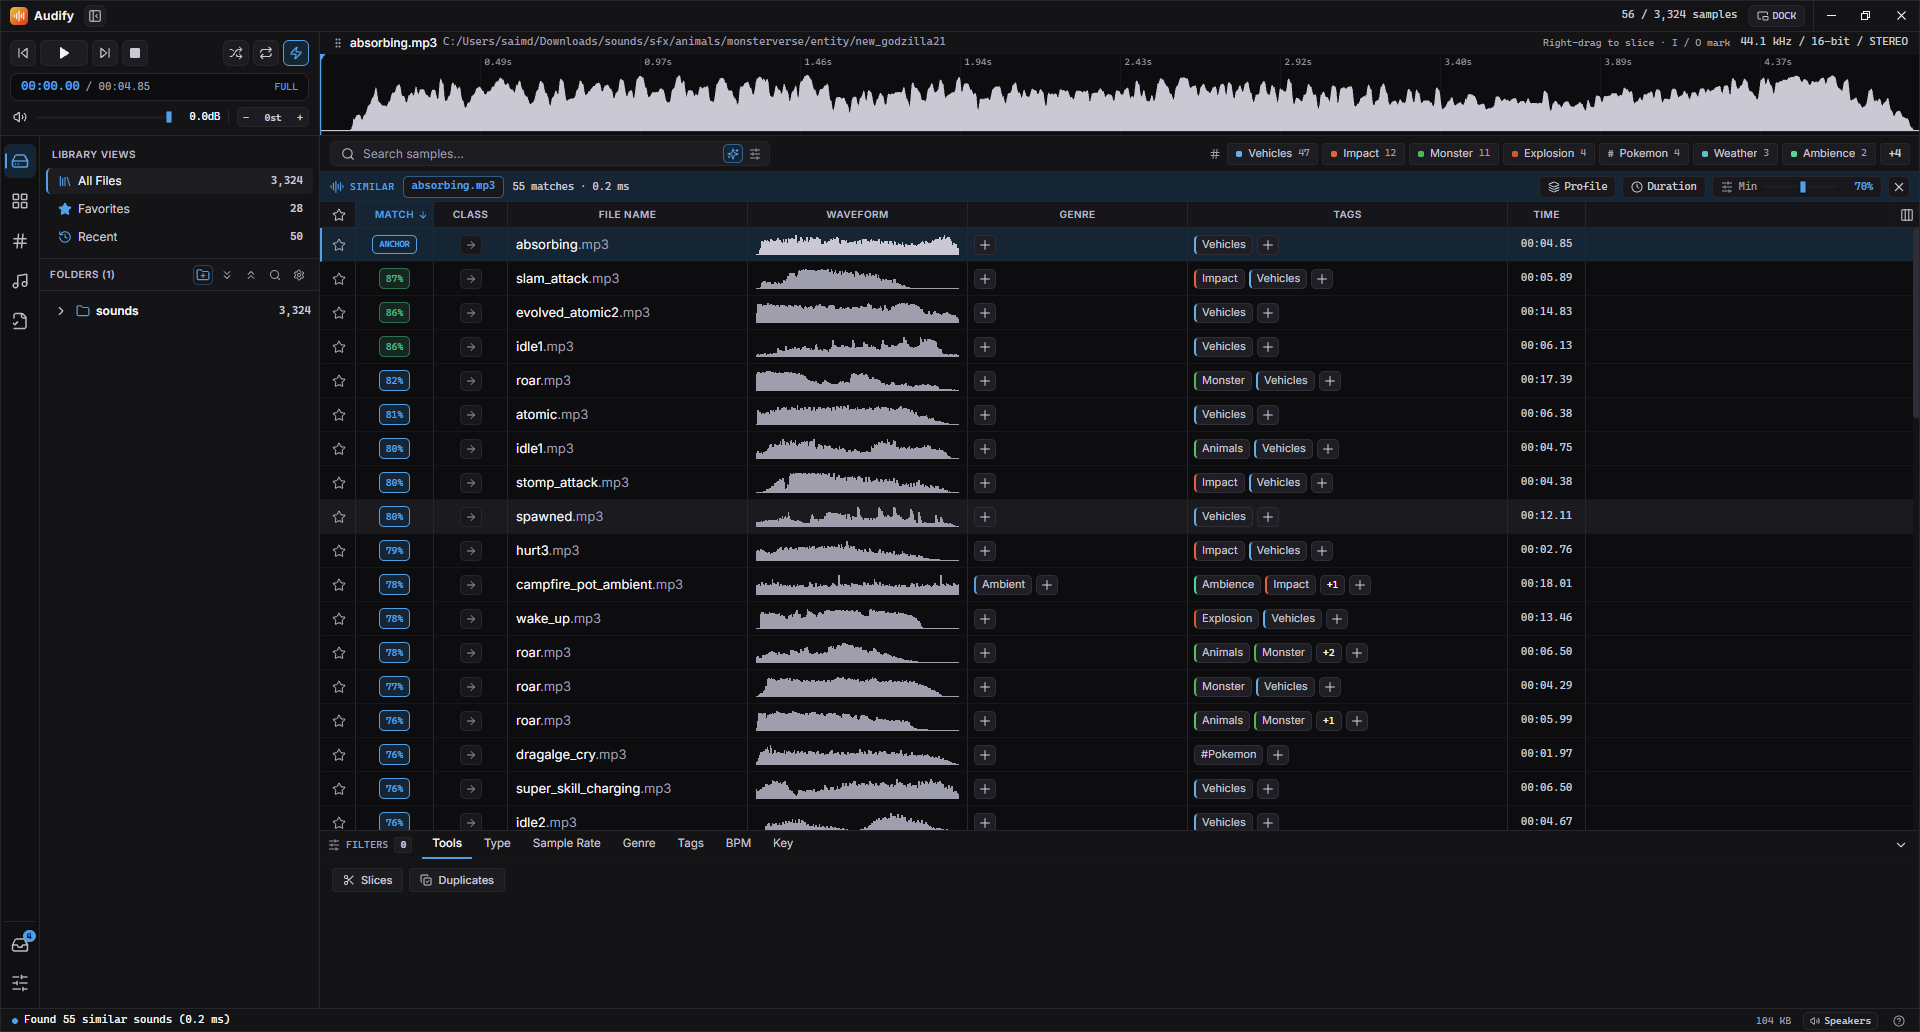 Audify
56 / 3,324 samples
DOCK
00:00.00 / 00:04.85
FULL
0.0dB
− 0st +
absorbing.mp3 C:/Users/saimd/Downloads/sounds/sfx/animals/monsterverse/entity/new_godzilla21
Right-drag to slice · I / O mark 44.1 kHz / 16-bit / STEREO
0.49s 0.97s 1.46s 1.94s 2.43s 2.92s 3.40s 3.89s 4.37s
LIBRARY VIEWS
All Files 3,324
Favorites 28
Recent 50
FOLDERS (1)
sounds 3,324
Search samples...
# Vehicles 47 Impact 12 Monster 11 Explosion 4 # Pokemon 4 Weather 3 Ambience 2 +4
SIMILAR absorbing.mp3 55 matches · 0.2 ms
Profile Duration Min 70%
MATCH ↓ CLASS FILE NAME WAVEFORM GENRE TAGS TIME
ANCHOR absorbing.mp3 + Vehicles + 00:04.85
87% slam_attack.mp3 + Impact Vehicles + 00:05.89
86% evolved_atomic2.mp3 + Vehicles + 00:14.83
86% idle1.mp3 + Vehicles + 00:06.13
82% roar.mp3 + Monster Vehicles + 00:17.39
81% atomic.mp3 + Vehicles + 00:06.38
80% idle1.mp3 + Animals Vehicles + 00:04.75
80% stomp_attack.mp3 + Impact Vehicles + 00:04.38
80% spawned.mp3 + Vehicles + 00:12.11
79% hurt3.mp3 + Impact Vehicles + 00:02.76
78% campfire_pot_ambient.mp3 Ambient + Ambience Impact +1 + 00:18.01
78% wake_up.mp3 + Explosion Vehicles + 00:13.46
78% roar.mp3 + Animals Monster +2 + 00:06.50
77% roar.mp3 + Monster Vehicles + 00:04.29
76% roar.mp3 + Animals Monster +1 + 00:05.99
76% dragalge_cry.mp3 + #Pokemon + 00:01.97
76% super_skill_charging.mp3 + Vehicles + 00:06.50
76% idle2.mp3 + Vehicles + 00:04.67
FILTERS 0 Tools Type Sample Rate Genre Tags BPM Key
Slices Duplicates
4
Found 55 similar sounds (0.2 ms)
104 KB Speakers